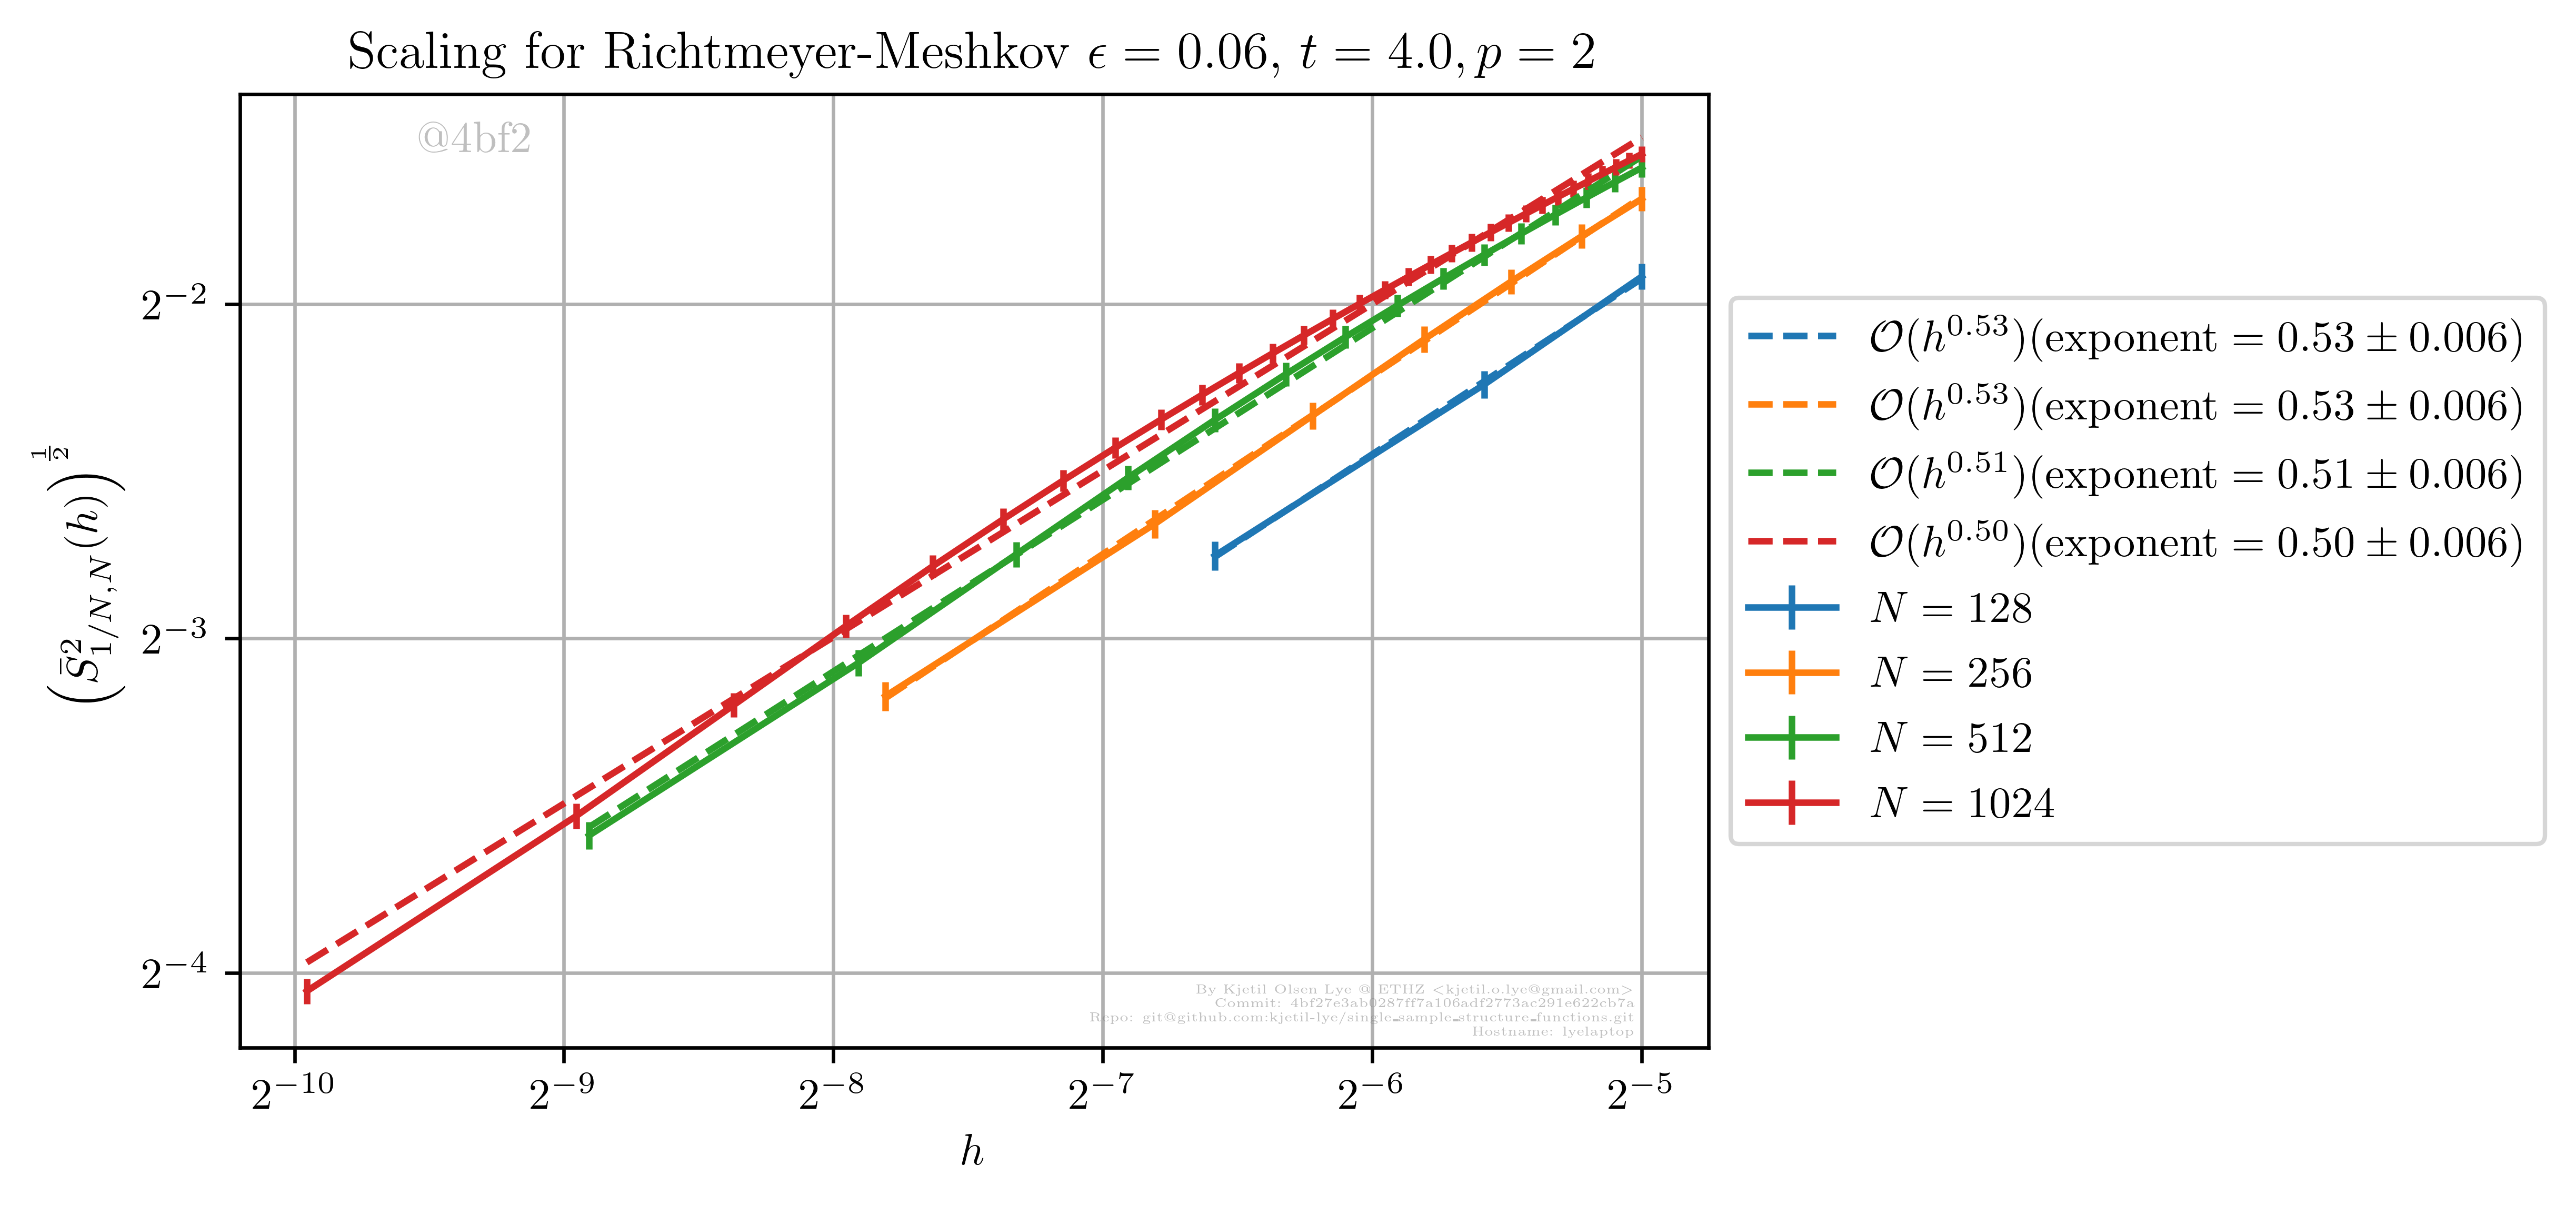 Scaling for Richtmeyer-Meshkov ϵ = 0.06, t = 4.0, p = 2
@4bf2
2⁻²
2⁻³
2⁻⁴
(S̄²₁/N,N(h))^½
2⁻¹⁰ 2⁻⁹ 2⁻⁸ 2⁻⁷ 2⁻⁶ 2⁻⁵
h
By Kjetil Olsen Lye @ ETHZ <kjetil.o.lye@gmail.com>
Commit: 4bf27e3ab0287ff7a106adf2773ac291e622cb7a
Repo: git@github.com:kjetil-lye/single_sample_structure_functions.git
Hostname: lyelaptop
𝒪(h^0.53)(exponent = 0.53 ± 0.006)
𝒪(h^0.53)(exponent = 0.53 ± 0.006)
𝒪(h^0.51)(exponent = 0.51 ± 0.006)
𝒪(h^0.50)(exponent = 0.50 ± 0.006)
N = 128
N = 256
N = 512
N = 1024